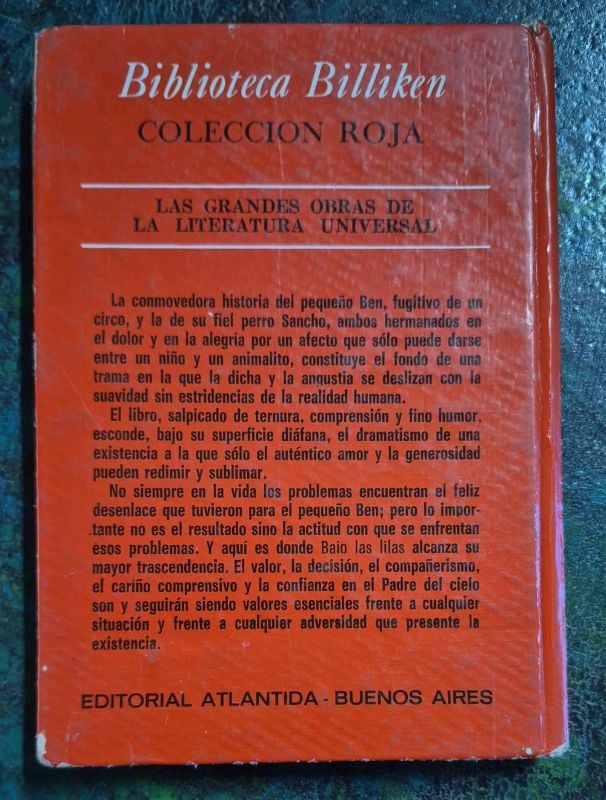 Biblioteca Billiken
COLECCION ROJA
LAS GRANDES OBRAS DE
LA LITERATURA UNIVERSAL
La conmovedora historia del pequeño Ben, fugitivo de un
circo, y la de su fiel perro Sancho, ambos hermanados en
el dolor y en la alegría por un afecto que sólo puede darse
entre un niño y un animalito, constituye el fondo de una
trama en la que la dicha y la angustia se deslizan con la
suavidad sin estridencias de la realidad humana.
El libro, salpicado de ternura, comprensión y fino humor,
esconde, bajo su superficie diáfana, el dramatismo de una
existencia a la que sólo el auténtico amor y la generosidad
pueden redimir y sublimar.
No siempre en la vida los problemas encuentran el feliz
desenlace que tuvieron para el pequeño Ben; pero lo impor-
tante no es el resultado sino la actitud con que se enfrentan
esos problemas. Y aquí es donde Bajo las lilas alcanza su
mayor trascendencia. El valor, la decisión, el compañerismo,
el cariño comprensivo y la confianza en el Padre del cielo
son y seguirán siendo valores esenciales frente a cualquier
situación y frente a cualquier adversidad que presente la
existencia.
EDITORIAL ATLANTIDA - BUENOS AIRES